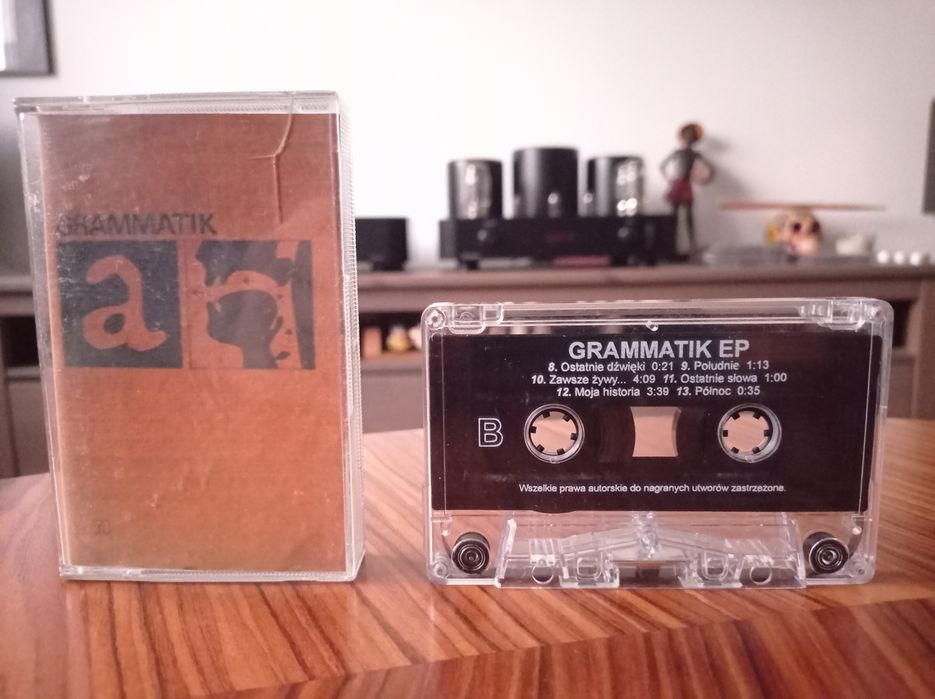 GRAMMATIK
a
GRAMMATIK EP
8. Ostatnie dźwięki 0:21 9. Południe 1:13
10. Zawsze żywy... 4:09 11. Ostatnie słowa 1:00
12. Moja historia 3:39 13. Północ 0:35
B
Wszelkie prawa autorskie do nagranych utworów zastrzeżone.